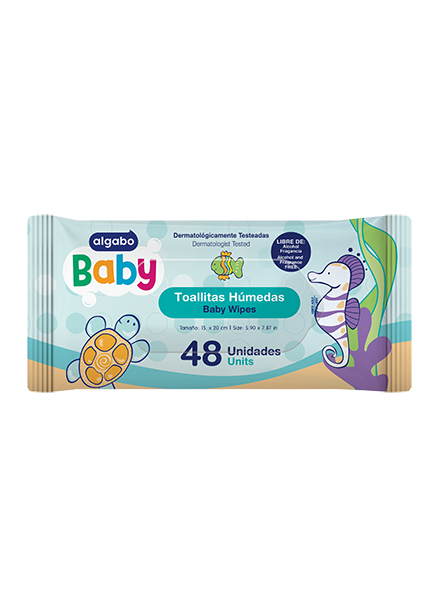 algabo
Baby
Dermatológicamente Testeadas
Dermatologist Tested
LIBRE DE:
Alcohol
Fragancia
Alcohol and
Fragrance
FREE
Toallitas Húmedas
Baby Wipes
Tamaño: 15 x 20 cm | Size: 5.90 x 7.87 in
48 Unidades
Units